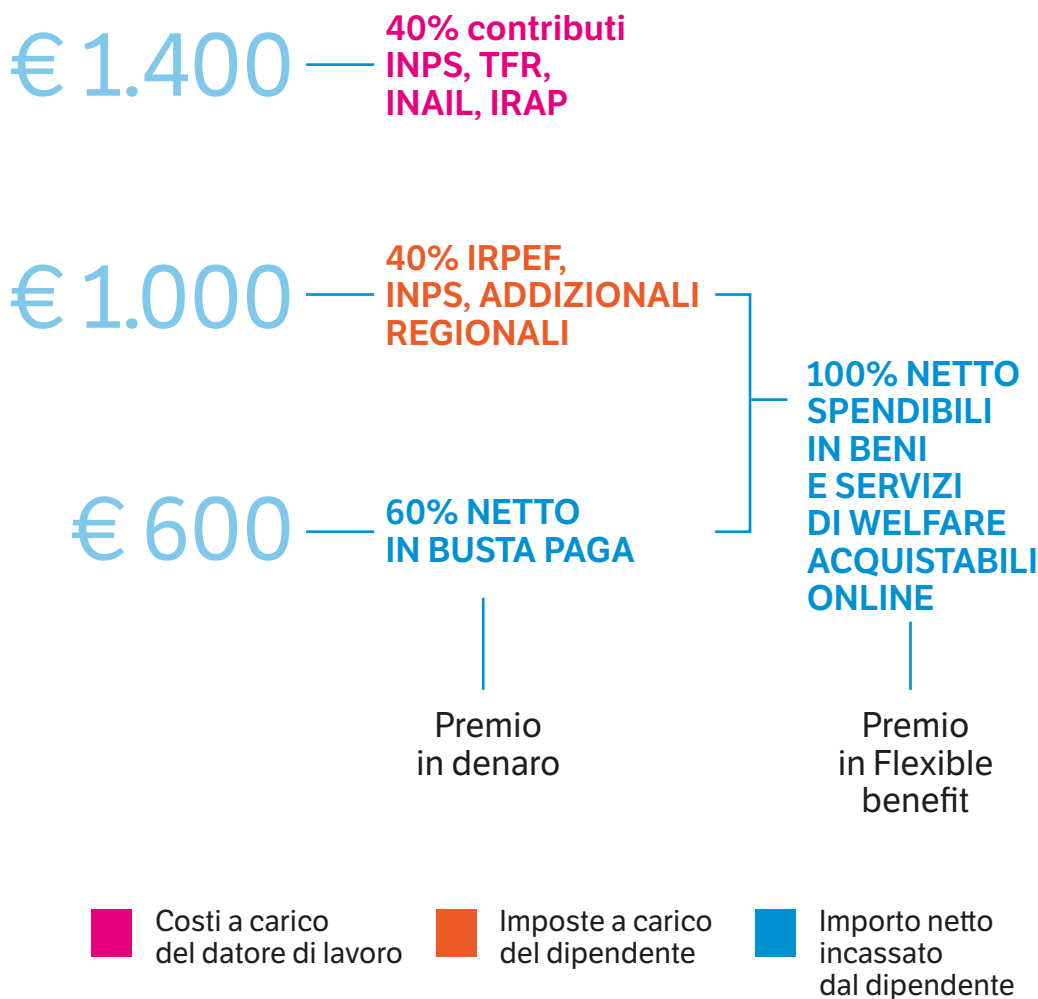 € 1.400
40% contributi
INPS, TFR,
INAIL, IRAP
€ 1.000
40% IRPEF,
INPS, ADDIZIONALI
REGIONALI
€ 600
60% NETTO
IN BUSTA PAGA
100% NETTO
SPENDIBILI
IN BENI
E SERVIZI
DI WELFARE
ACQUISTABILI
ONLINE
Premio
in denaro
Premio
in Flexible
benefit
Costi a carico
del datore di lavoro
Imposte a carico
del dipendente
Importo netto
incassato
dal dipendente